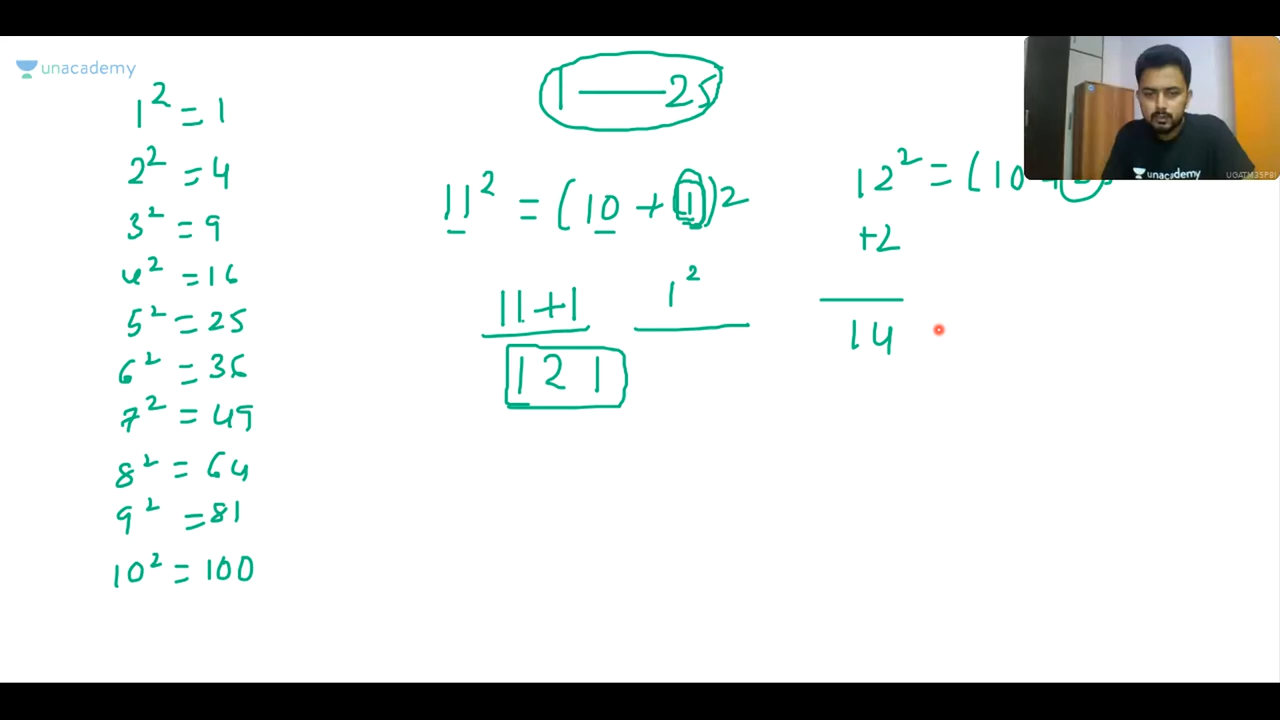 unacademy
1² = 1
2² = 4
3² = 9
4² = 16
5² = 25
6² = 36
7² = 49
8² = 64
9² = 81
10² = 100
1 — 25
11² = (10 + 1)2
11+1 1²
121
12² = (10
+2
14
unacademy
UGATM35P8I